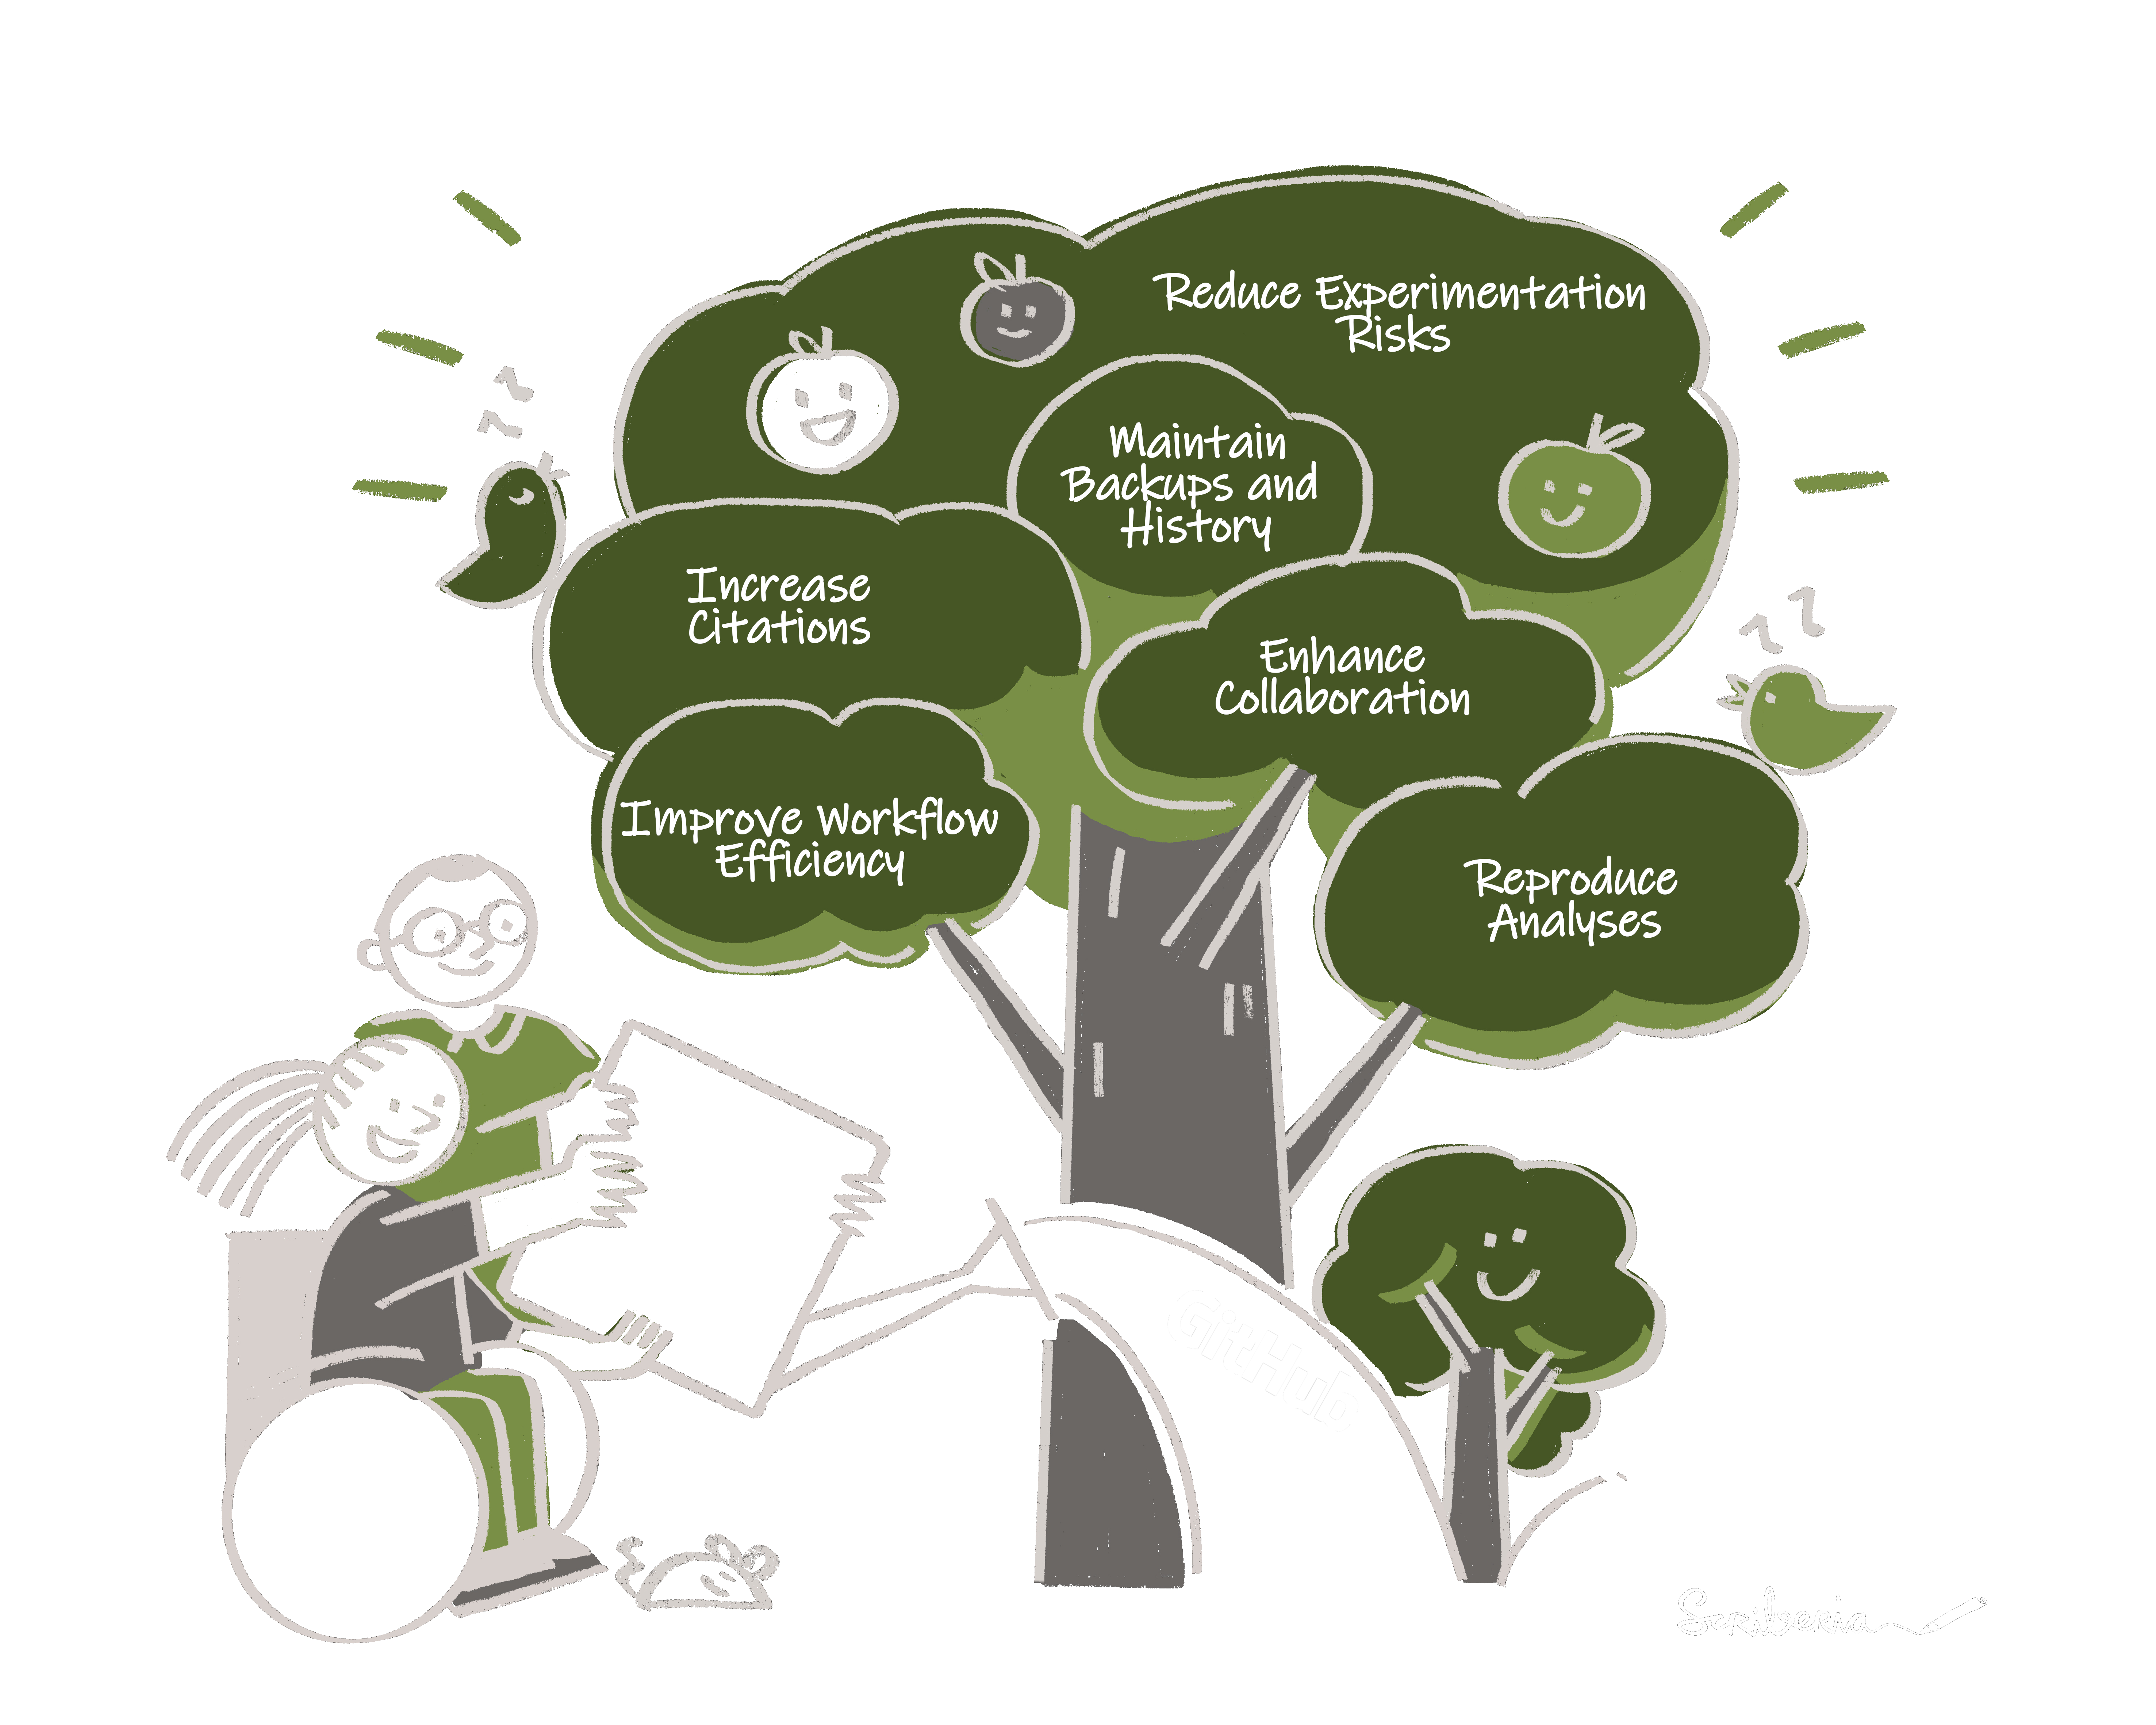 Reduce Experimentation
Risks
Maintain
Backups and
History
Increase
Citations
Enhance
Collaboration
Improve Workflow
Efficiency
Reproduce
Analyses
GitHub
Scriberia